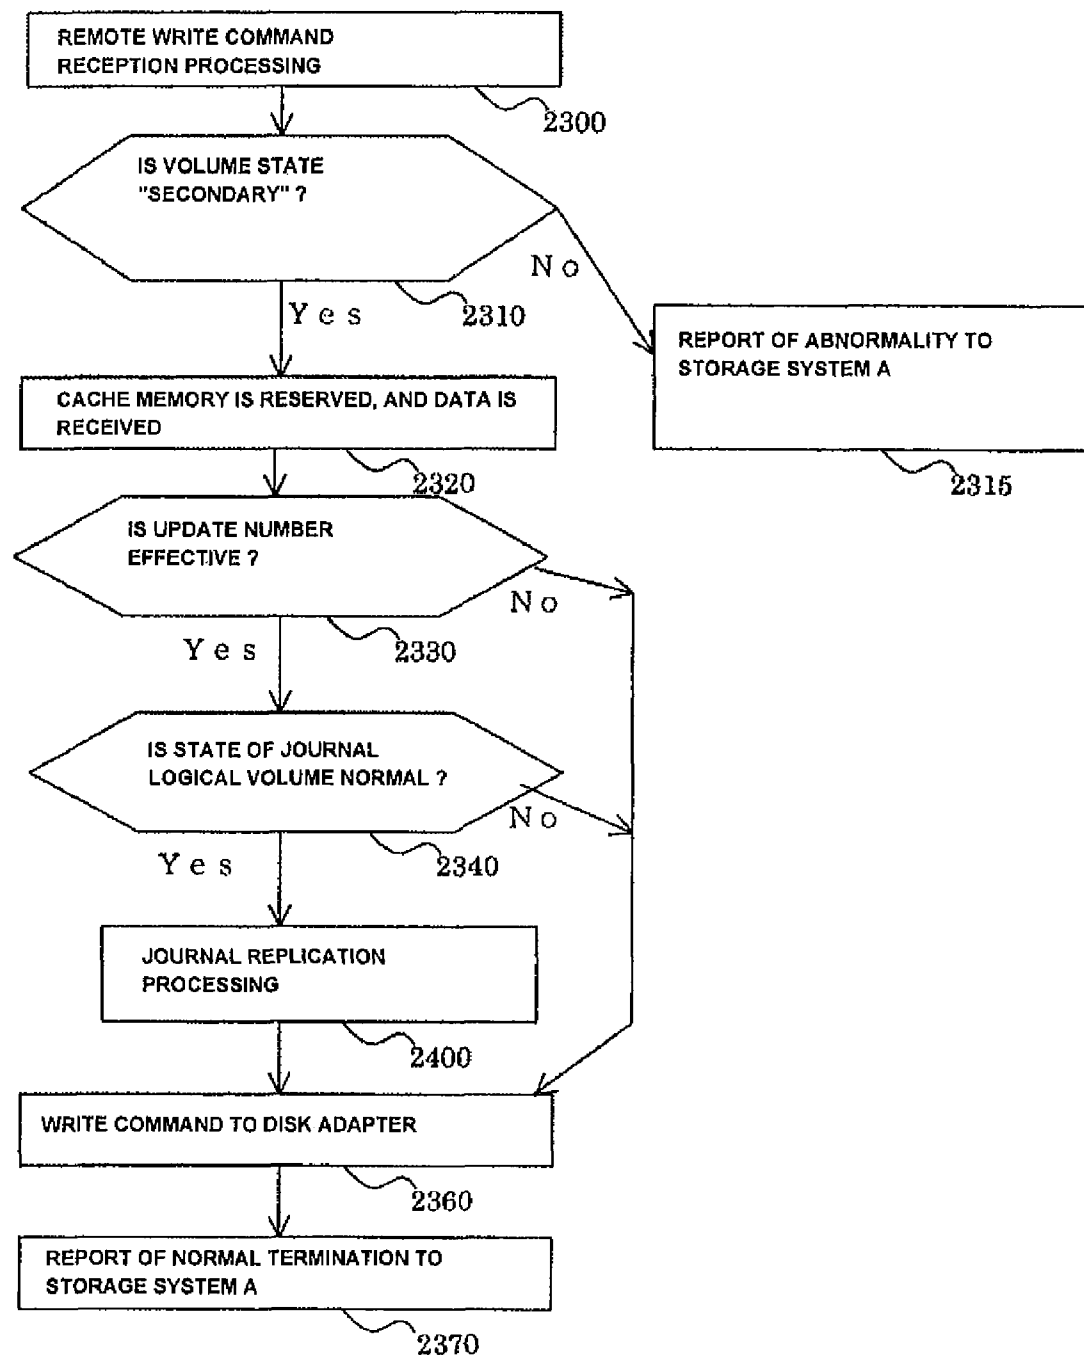 REMOTE WRITE COMMAND
RECEPTION PROCESSING
2300
IS VOLUME STATE
"SECONDARY" ?
No
2310
Yes
REPORT OF ABNORMALITY TO
STORAGE SYSTEM A
2315
CACHE MEMORY IS RESERVED, AND DATA IS
RECEIVED
2320
IS UPDATE NUMBER
EFFECTIVE ?
No
2330
Yes
IS STATE OF JOURNAL
LOGICAL VOLUME NORMAL ?
No
2340
Yes
JOURNAL REPLICATION
PROCESSING
2400
WRITE COMMAND TO DISK ADAPTER
2360
REPORT OF NORMAL TERMINATION TO
STORAGE SYSTEM A
2370